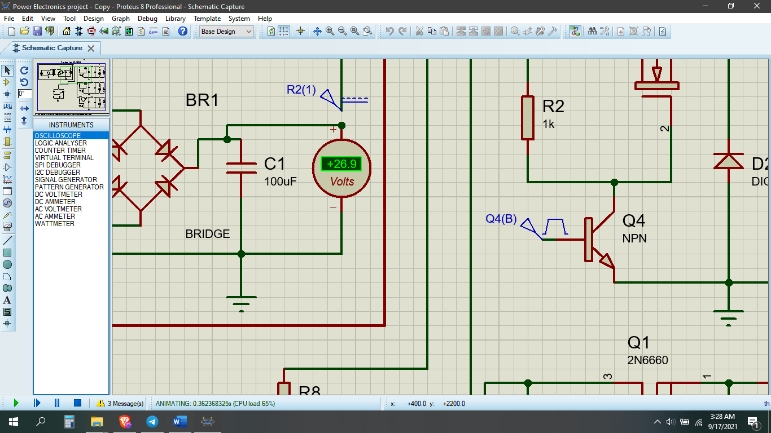 Power Electronics project - Copy - Proteus 8 Professional - Schematic Capture
File Edit View Tool Design Graph Debug Library Template System Help
Base Design
Schematic Capture
INSTRUMENTS
OSCILLOSCOPE
LOGIC ANALYSER
COUNTER TIMER
VIRTUAL TERMINAL
SPI DEBUGGER
I2C DEBUGGER
SIGNAL GENERATOR
PATTERN GENERATOR
DC VOLTMETER
DC AMMETER
AC VOLTMETER
AC AMMETER
WATTMETER
BR1
BRIDGE
R2(1)
+26.9
Volts
C1
100uF
R2
1k
2
D2
DIO
Q4(B)
Q4
NPN
Q1
2N6660
3
1
R8
3 Message(s)
ANIMATING: 0.362368325s (CPU load 65%)
x: +400.0 y: +2200.0
th
3:28 AM
9/17/2021